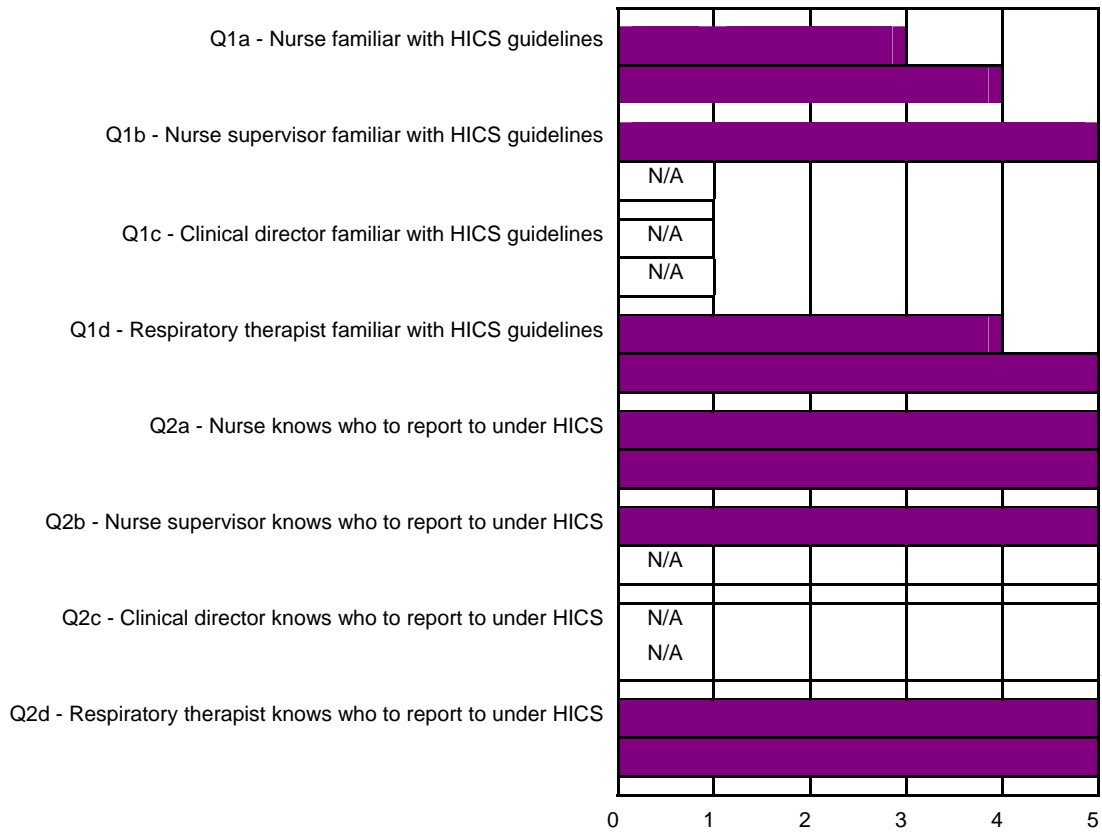 Q1a - Nurse familiar with HICS guidelines
Q1b - Nurse supervisor familiar with HICS guidelines
N/A
Q1c - Clinical director familiar with HICS guidelines
N/A
N/A
Q1d - Respiratory therapist familiar with HICS guidelines
Q2a - Nurse knows who to report to under HICS
Q2b - Nurse supervisor knows who to report to under HICS
N/A
Q2c - Clinical director knows who to report to under HICS
N/A
N/A
Q2d - Respiratory therapist knows who to report to under HICS
0 1 2 3 4 5